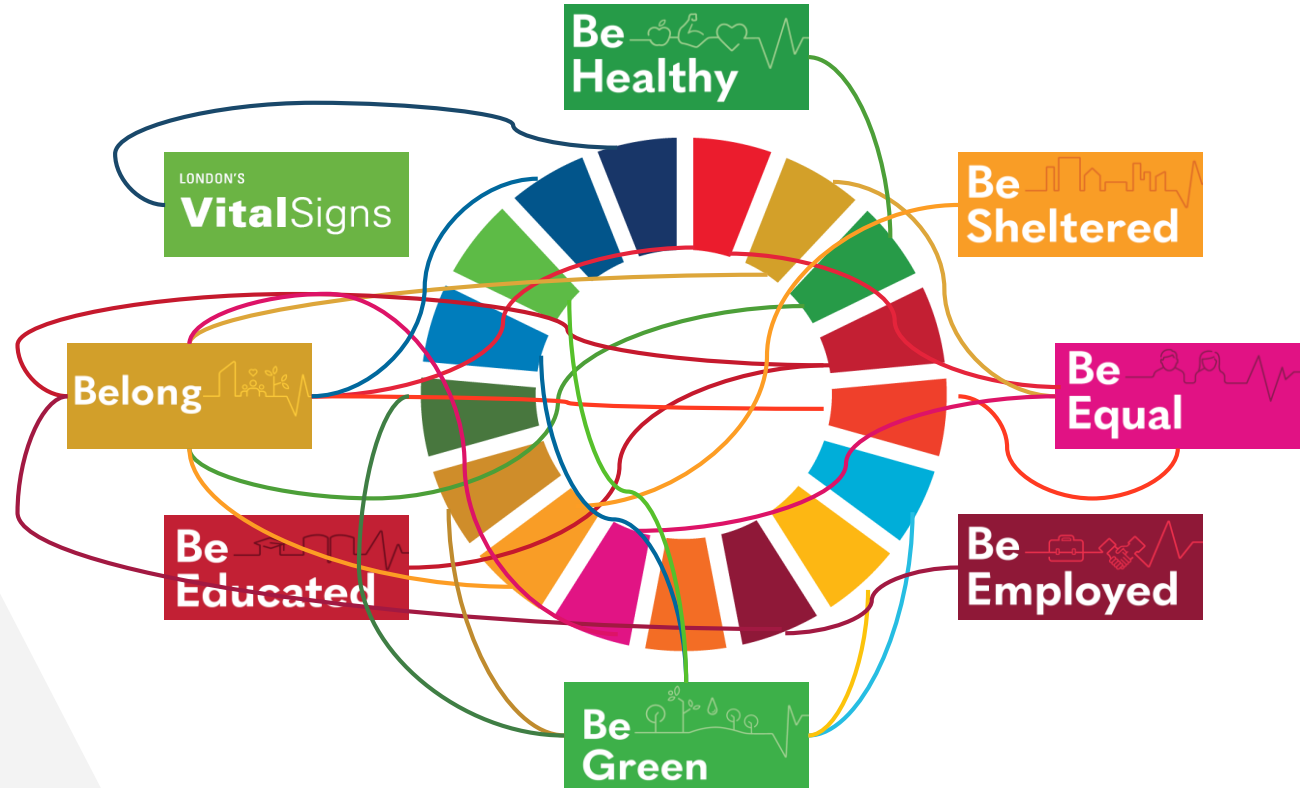 Be
Healthy
LONDON'S
VitalSigns
Be
Sheltered
Belong
Be
Equal
Be
Educated
Be
Employed
Be
Green